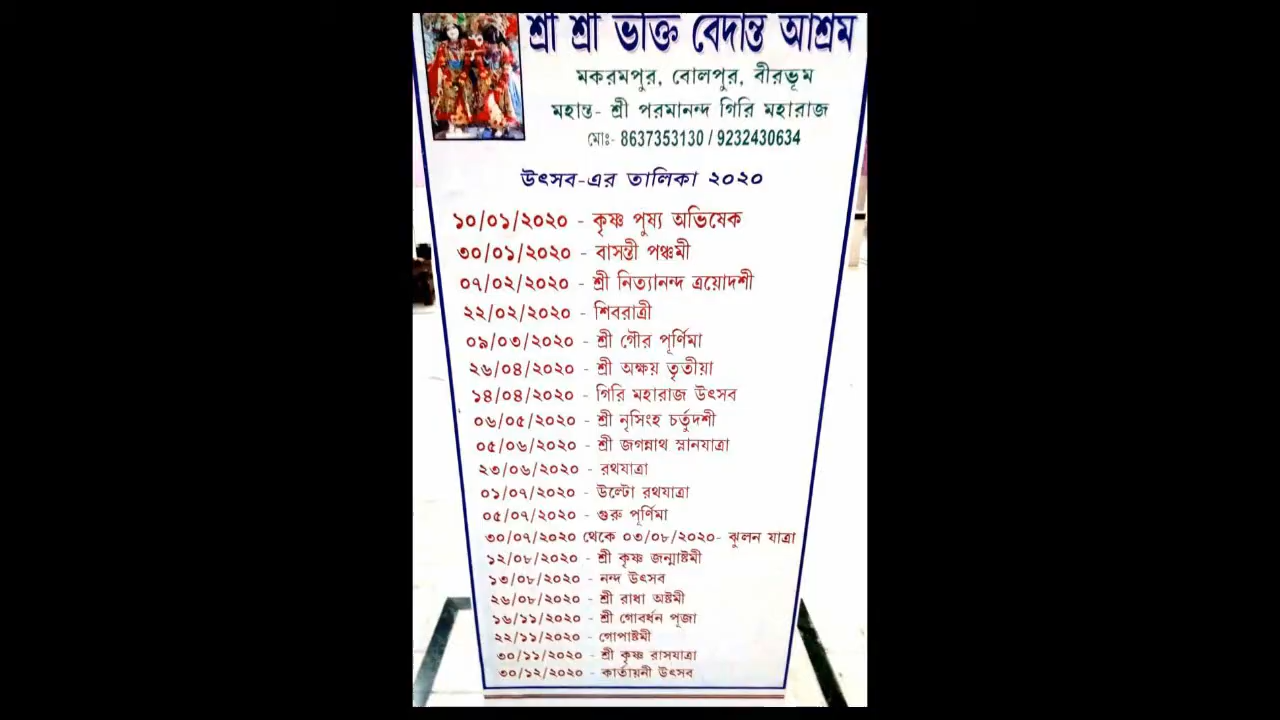 শ্রী শ্রী ভক্তি বেদান্ত আশ্রম
মকরমপুর, বোলপুর, বীরভূম
মহান্ত- শ্রী পরমানন্দ গিরি মহারাজ
মোঃ- 8637353130 / 9232430634
উৎসব-এর তালিকা ২০২০
১০/০১/২০২০ - কৃষ্ণ পুষ্য অভিষেক
৩০/০১/২০২০ - বাসন্তী পঞ্চমী
০৭/০২/২০২০ - শ্রী নিত্যানন্দ ত্রয়োদশী
২২/০২/২০২০ - শিবরাত্রী
০৯/০৩/২০২০ - শ্রী গৌর পূর্ণিমা
২৬/০৪/২০২০ - শ্রী অক্ষয় তৃতীয়া
১৪/০৪/২০২০ - গিরি মহারাজ উৎসব
০৬/০৫/২০২০ - শ্রী নৃসিংহ চর্তুদশী
০৫/০৬/২০২০ - শ্রী জগন্নাথ স্নানযাত্রা
২৩/০৬/২০২০ - রথযাত্রা
০১/০৭/২০২০ - উল্টো রথযাত্রা
০৫/০৭/২০২০ - গুরু পূর্ণিমা
৩০/০৭/২০২০ থেকে ০৩/০৮/২০২০- ঝুলন যাত্রা
১২/০৮/২০২০ - শ্রী কৃষ্ণ জন্মাষ্টমী
১৩/০৮/২০২০ - নন্দ উৎসব
২৬/০৮/২০২০ - শ্রী রাধা অষ্টমী
১৬/১১/২০২০ - শ্রী গোবর্ধন পূজা
২২/১১/২০২০ - গোপাষ্টমী
৩০/১১/২০২০ - শ্রী কৃষ্ণ রাসযাত্রা
৩০/১২/২০২০ - কার্ত্যায়নী উৎসব